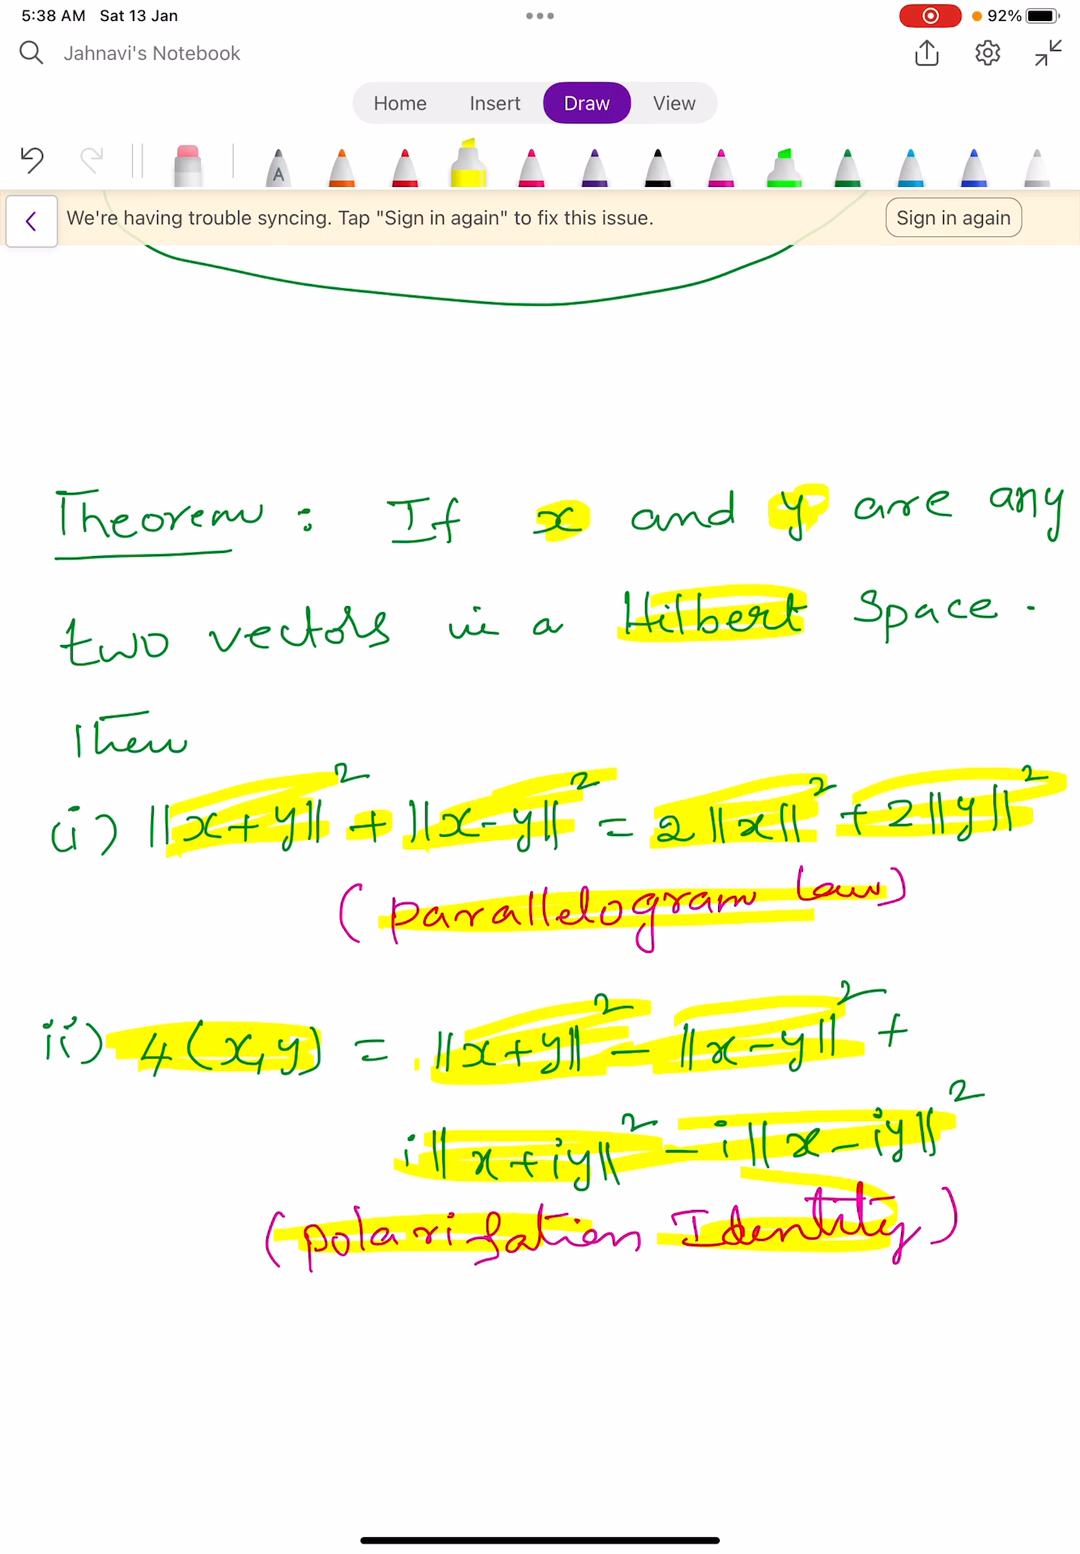 5:38 AM Sat 13 Jan
92%
Jahnavi's Notebook
Home Insert Draw View
A
We're having trouble syncing. Tap "Sign in again" to fix this issue.
Sign in again
Theorem : If x and y are any
two vectors in a Hilbert Space .
Then
(i) ||x+y||² + ||x-y||² = 2||x||² + 2||y||²
(parallelogram law)
ii) 4(x,y) = ||x+y||² - ||x-y||² +
i||x+iy||² - i||x-iy||²
(polarisation Identity)